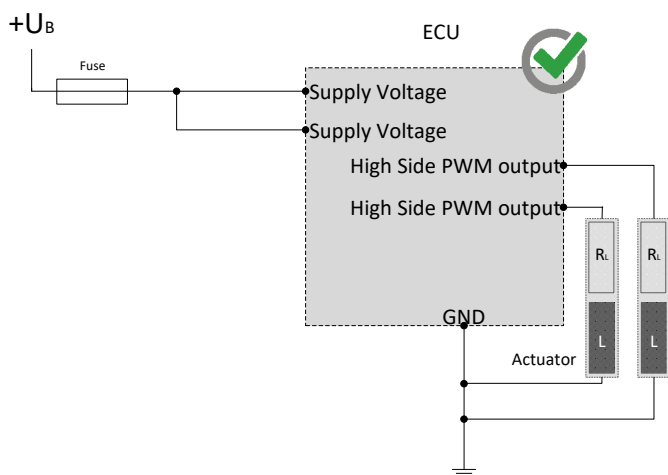 +UB
ECU
Fuse
Supply Voltage
Supply Voltage
High Side PWM output
High Side PWM output
RL
RL
GND
L
L
Actuator